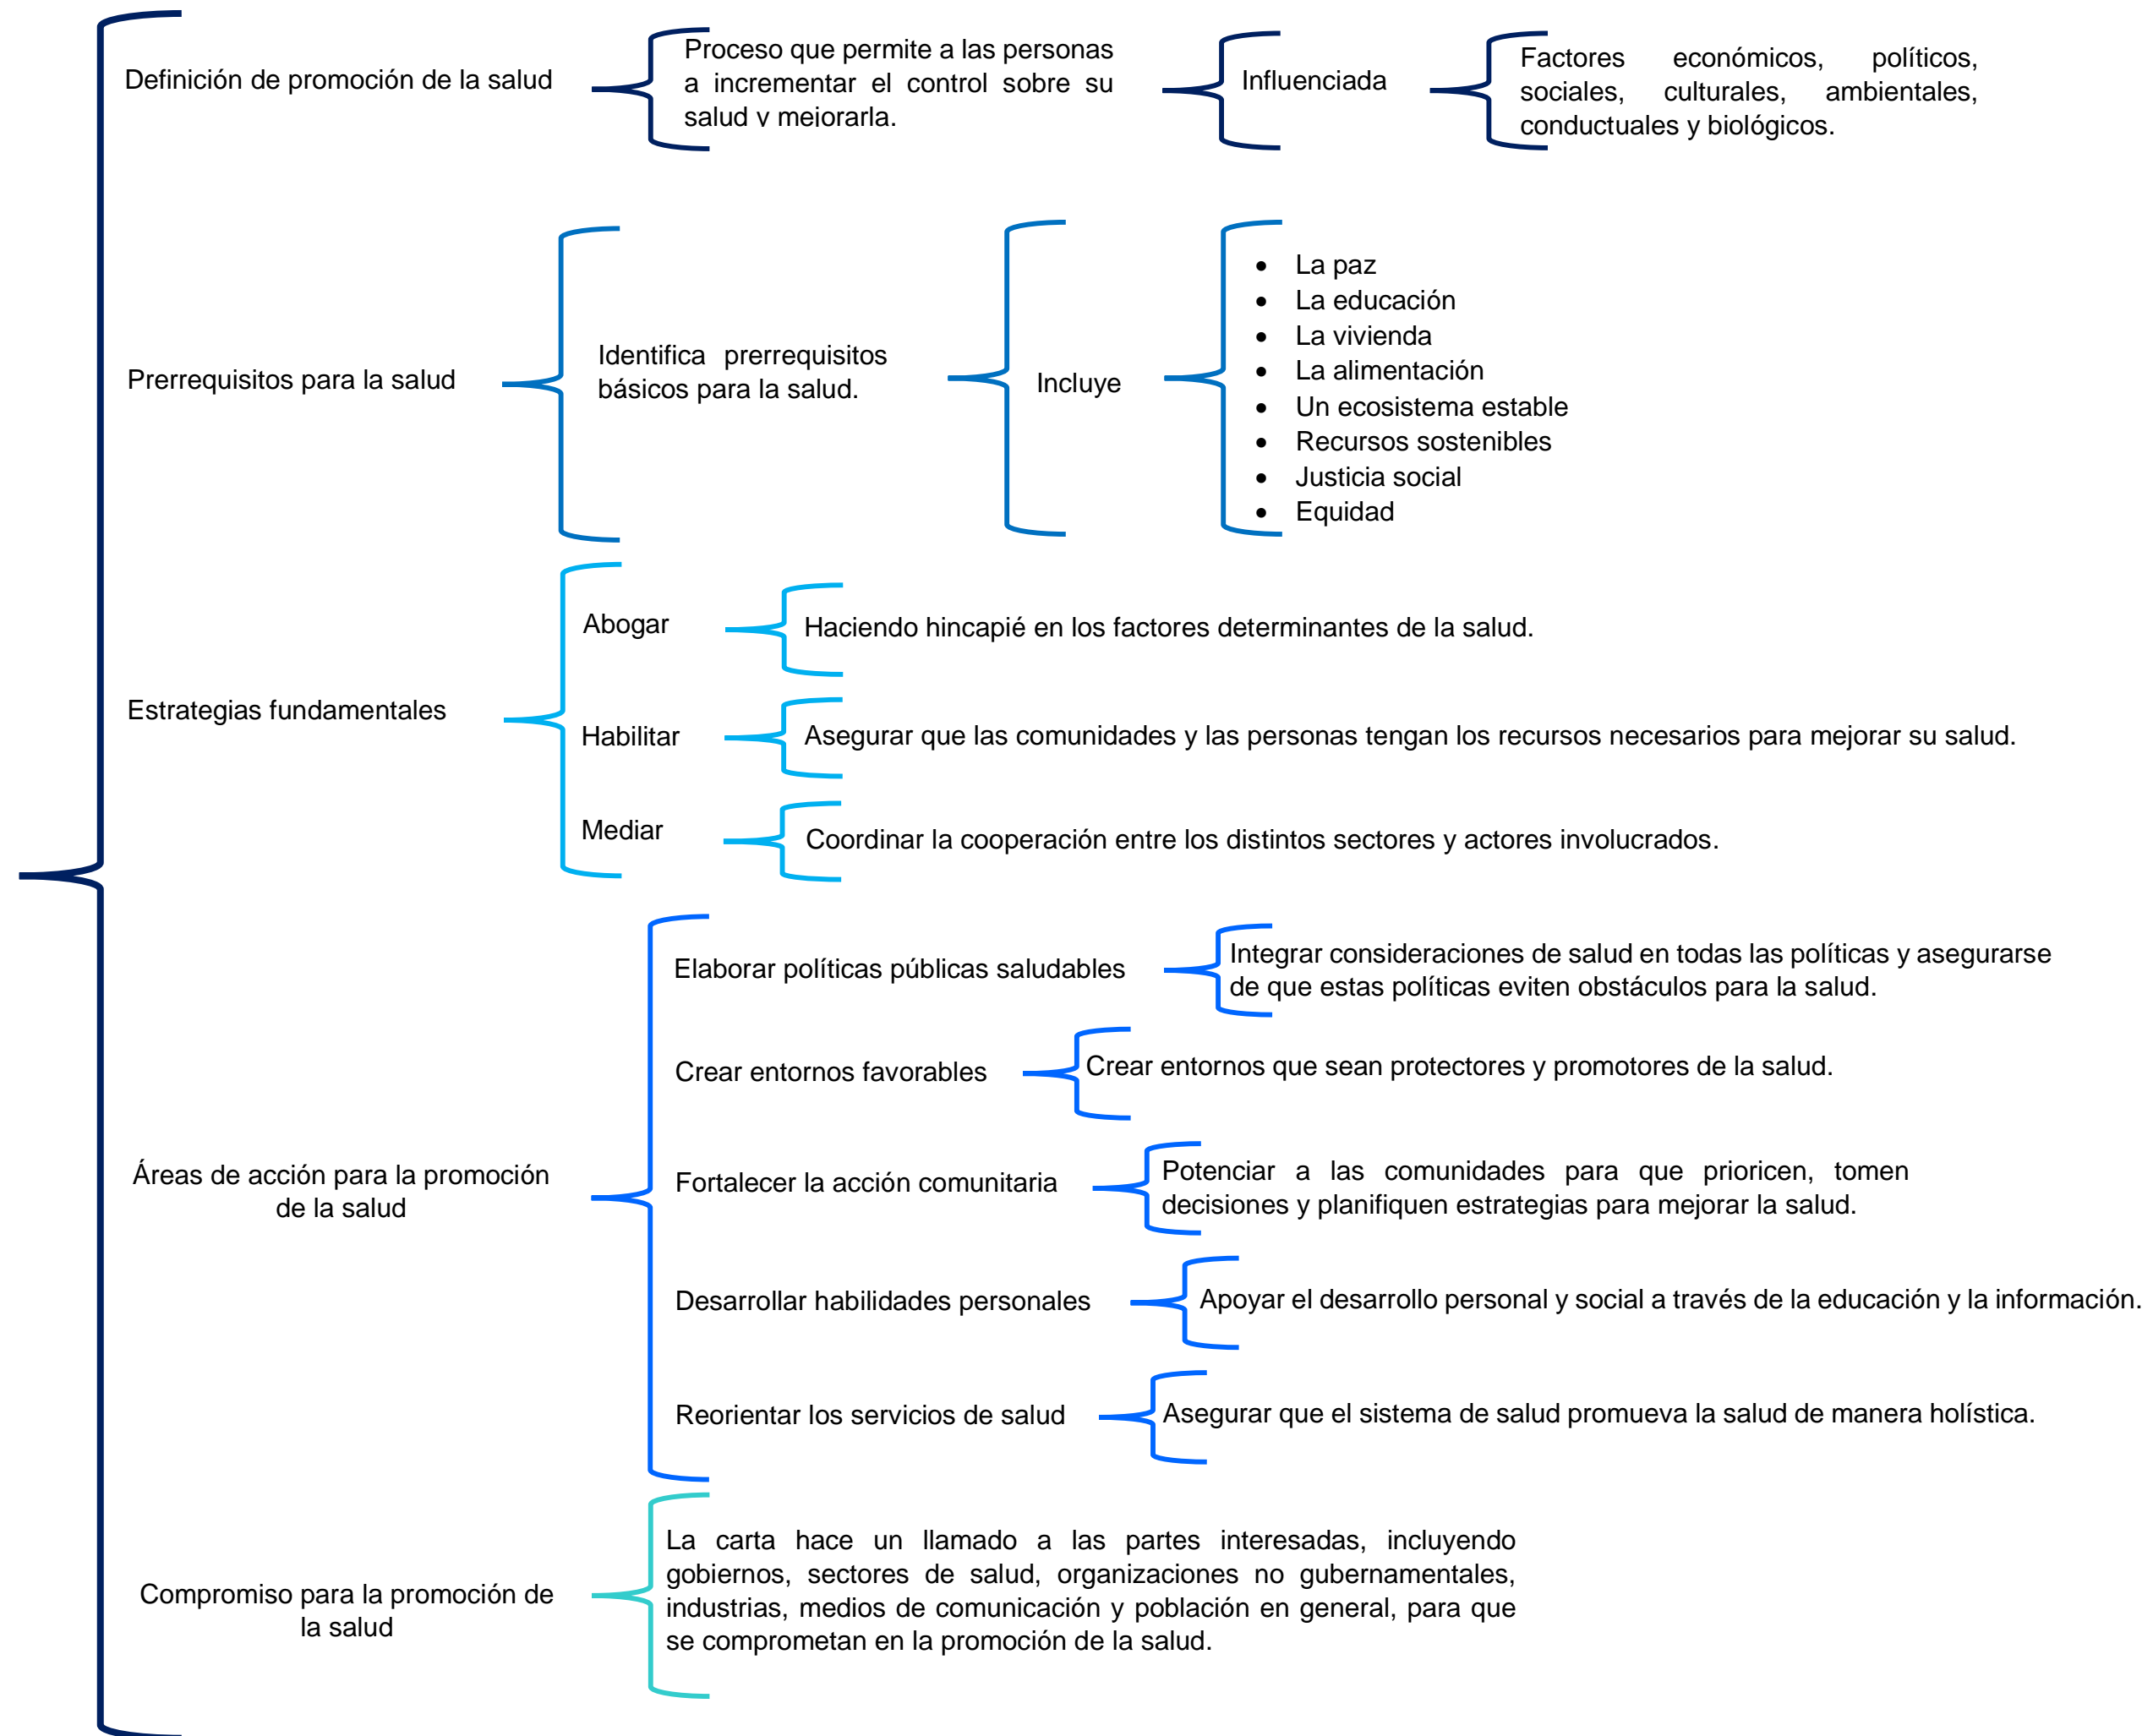 Definición de promoción de la salud
Proceso que permite a las personas
a incrementar el control sobre su
salud y mejorarla.
Influenciada
Factores económicos, políticos,
sociales, culturales, ambientales,
conductuales y biológicos.
Prerrequisitos para la salud
Identifica prerrequisitos
básicos para la salud.
Incluye
• La paz
• La educación
• La vivienda
• La alimentación
• Un ecosistema estable
• Recursos sostenibles
• Justicia social
• Equidad
Estrategias fundamentales
Abogar
Haciendo hincapié en los factores determinantes de la salud.
Habilitar
Asegurar que las comunidades y las personas tengan los recursos necesarios para mejorar su salud.
Mediar
Coordinar la cooperación entre los distintos sectores y actores involucrados.
Áreas de acción para la promoción
de la salud
Elaborar políticas públicas saludables
Integrar consideraciones de salud en todas las políticas y asegurarse
de que estas políticas eviten obstáculos para la salud.
Crear entornos favorables
Crear entornos que sean protectores y promotores de la salud.
Fortalecer la acción comunitaria
Potenciar a las comunidades para que prioricen, tomen
decisiones y planifiquen estrategias para mejorar la salud.
Desarrollar habilidades personales
Apoyar el desarrollo personal y social a través de la educación y la información.
Reorientar los servicios de salud
Asegurar que el sistema de salud promueva la salud de manera holística.
Compromiso para la promoción de
la salud
La carta hace un llamado a las partes interesadas, incluyendo
gobiernos, sectores de salud, organizaciones no gubernamentales,
industrias, medios de comunicación y población en general, para que
se comprometan en la promoción de la salud.